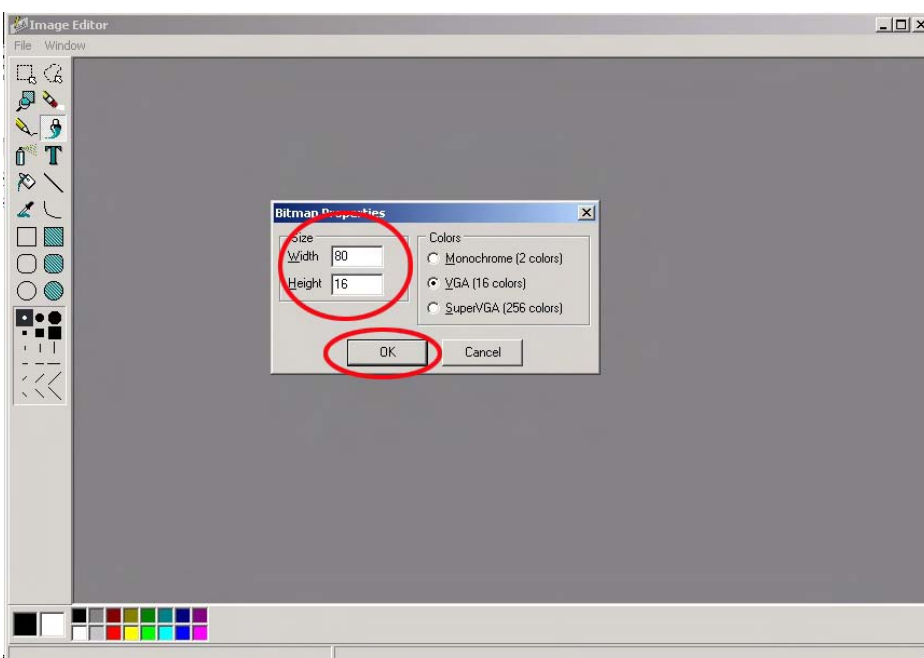 Image Editor
File Window
Bitmap Properties
Size
Width 80
Height 16
Colors
Monochrome (2 colors)
VGA (16 colors)
SuperVGA (256 colors)
OK Cancel
T